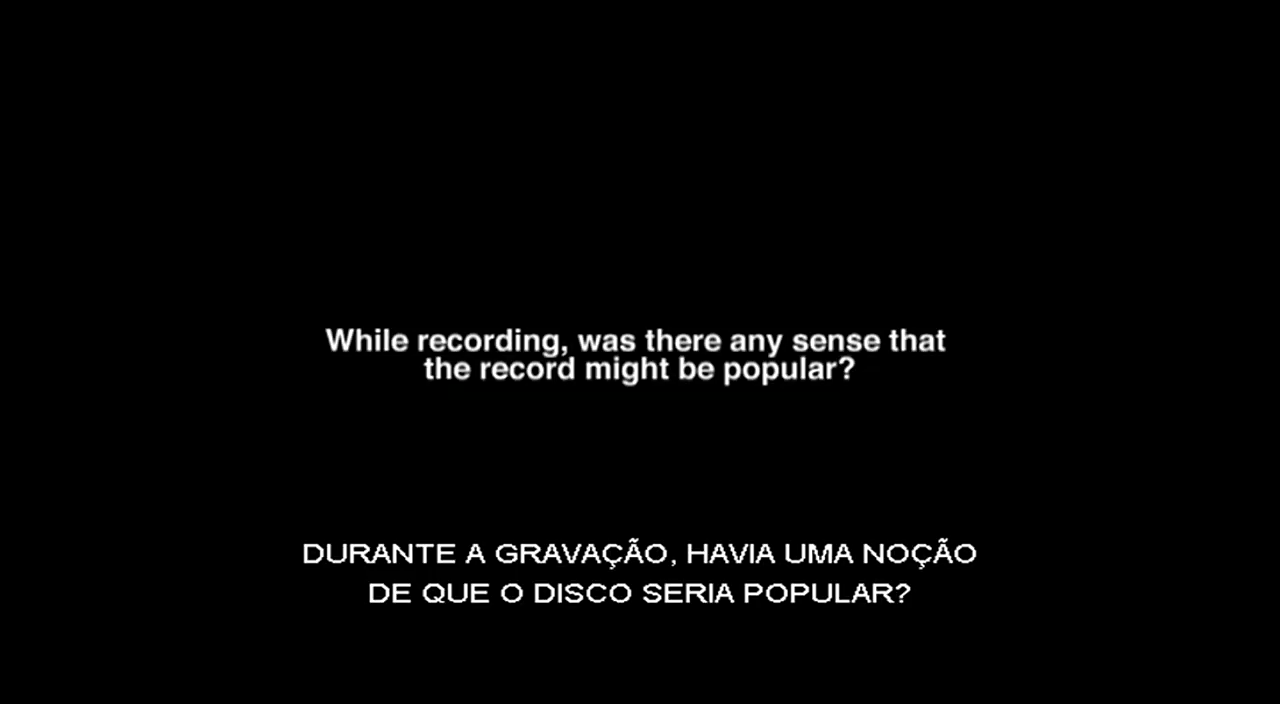 While recording, was there any sense that
the record might be popular?
DURANTE A GRAVAÇÃO, HAVIA UMA NOÇÃO
DE QUE O DISCO SERIA POPULAR?